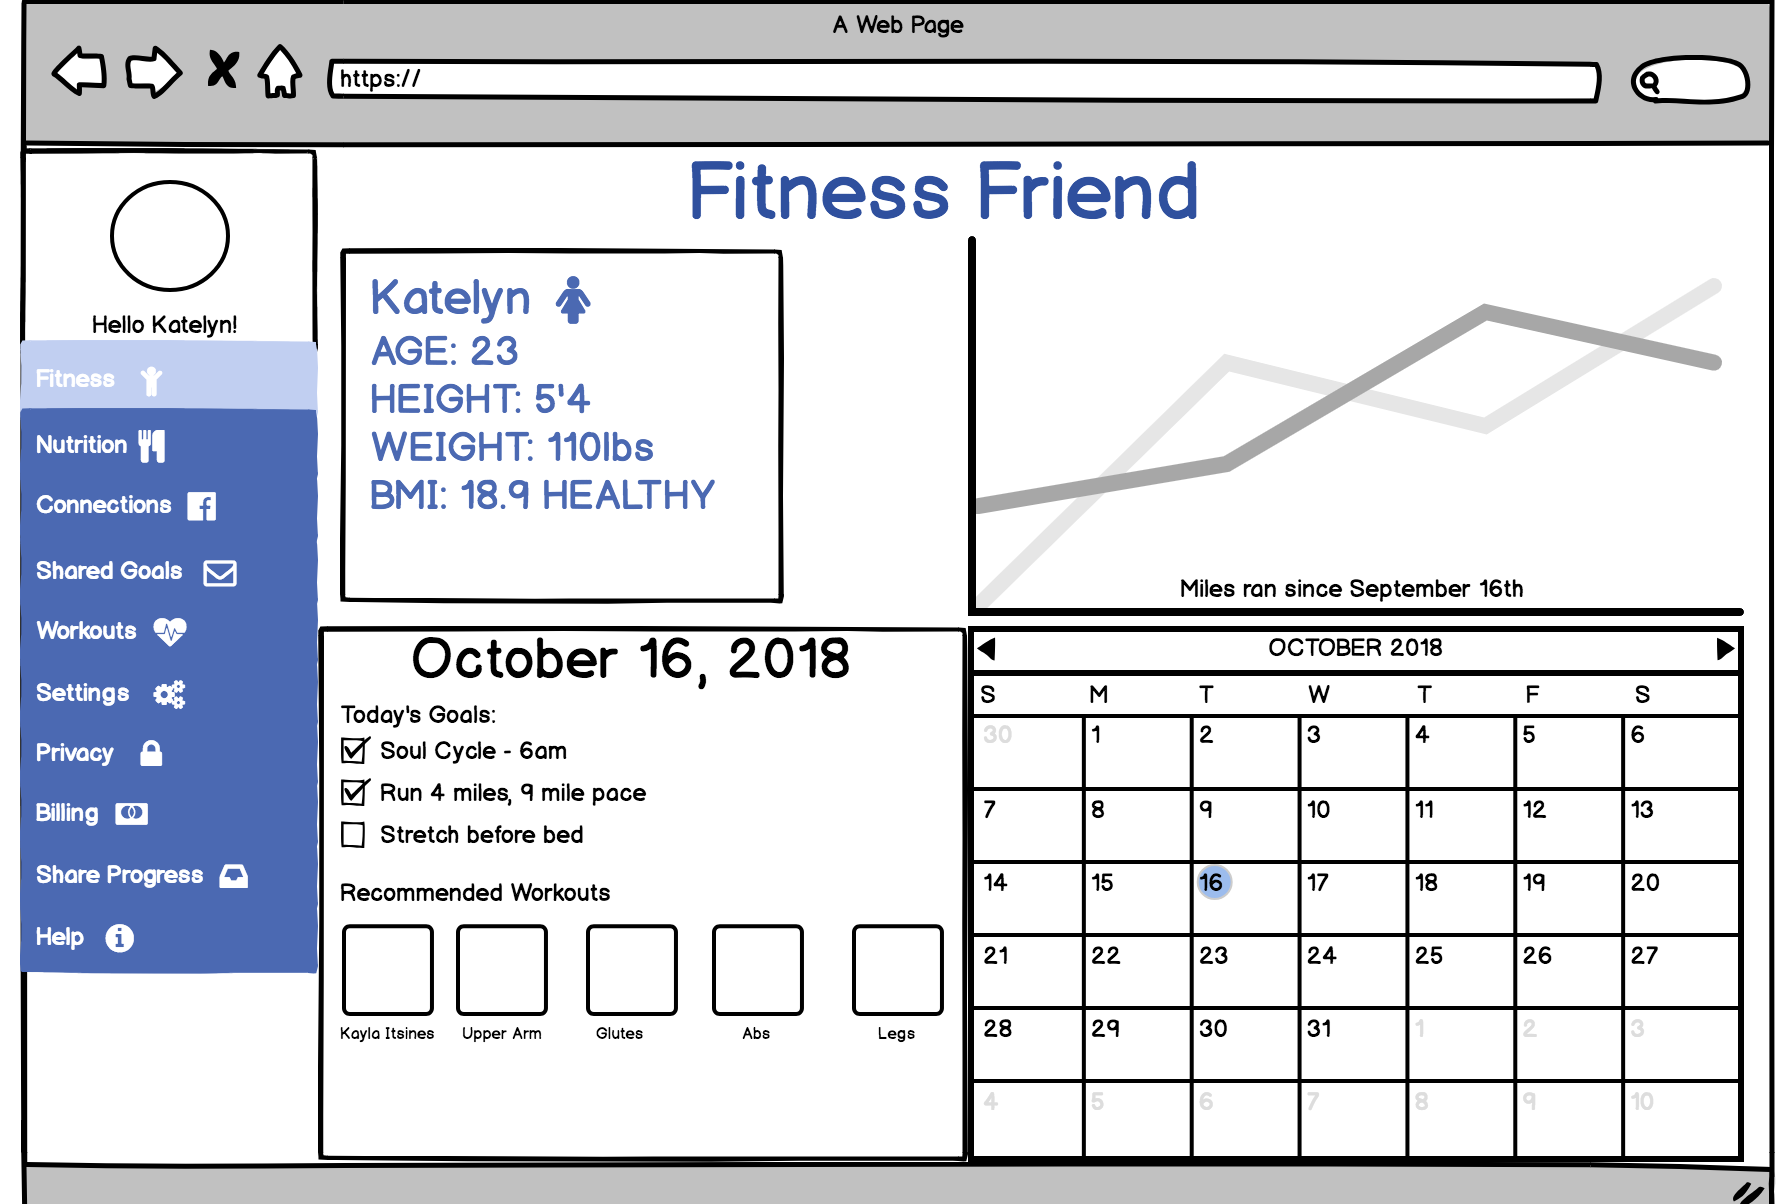 A Web Page
https://
Fitness Friend
Hello Katelyn!
Fitness
Nutrition
Connections
Shared Goals
Workouts
Settings
Privacy
Billing
Share Progress
Help
Katelyn
AGE: 23
HEIGHT: 5'4
WEIGHT: 110lbs
BMI: 18.9 HEALTHY
Miles ran since September 16th
October 16, 2018
Today's Goals:
Soul Cycle - 6am
Run 4 miles, 9 mile pace
Stretch before bed
Recommended Workouts
Kayla Itsines Upper Arm Glutes Abs Legs
OCTOBER 2018
S M T W T F S
30 1 2 3 4 5 6
7 8 9 10 11 12 13
14 15 16 17 18 19 20
21 22 23 24 25 26 27
28 29 30 31 1 2 3
4 5 6 7 8 9 10